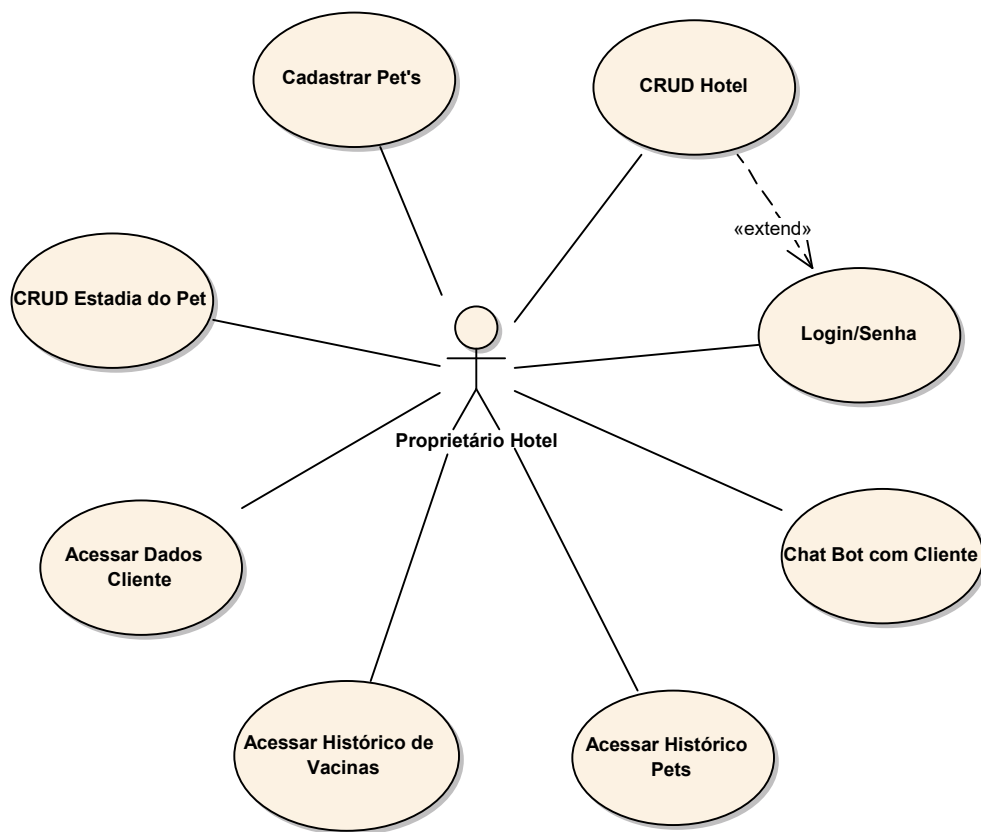 Cadastrar Pet's
CRUD Hotel
«extend»
CRUD Estadia do Pet
Login/Senha
Proprietário Hotel
Acessar Dados
Cliente
Chat Bot com Cliente
Acessar Histórico de
Vacinas
Acessar Histórico
Pets